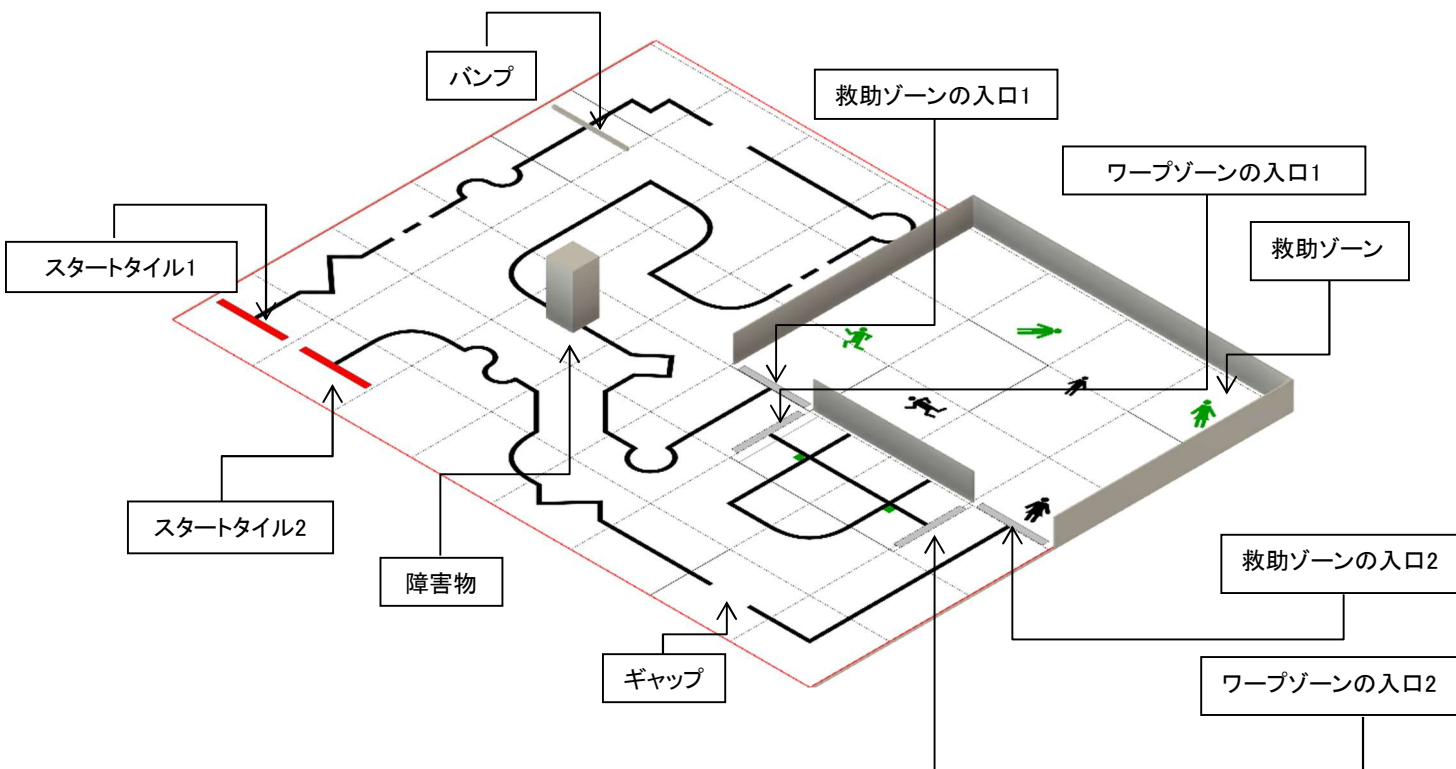 バンプ
救助ゾーンの入口1
ワープゾーンの入口1
スタートタイル1
救助ゾーン
スタートタイル2
障害物
救助ゾーンの入口2
ギャップ
ワープゾーンの入口2